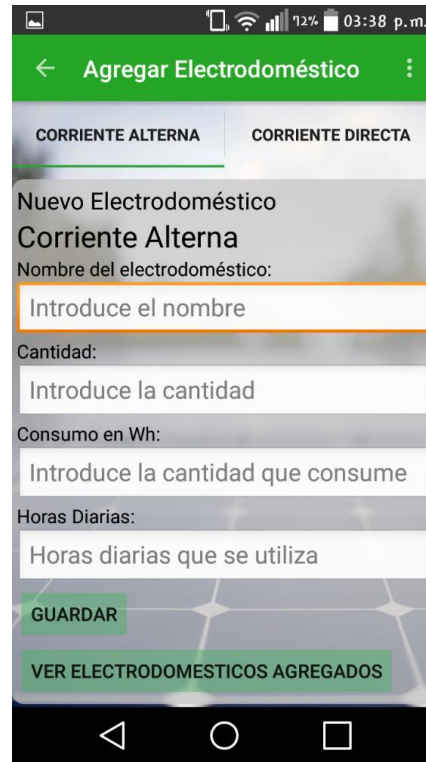 72% 03:38 p.m.
Agregar Electrodoméstico
CORRIENTE ALTERNA CORRIENTE DIRECTA
Nuevo Electrodoméstico
Corriente Alterna
Nombre del electrodoméstico:
Introduce el nombre
Cantidad:
Introduce la cantidad
Consumo en Wh:
Introduce la cantidad que consume
Horas Diarias:
Horas diarias que se utiliza
GUARDAR
VER ELECTRODOMESTICOS AGREGADOS